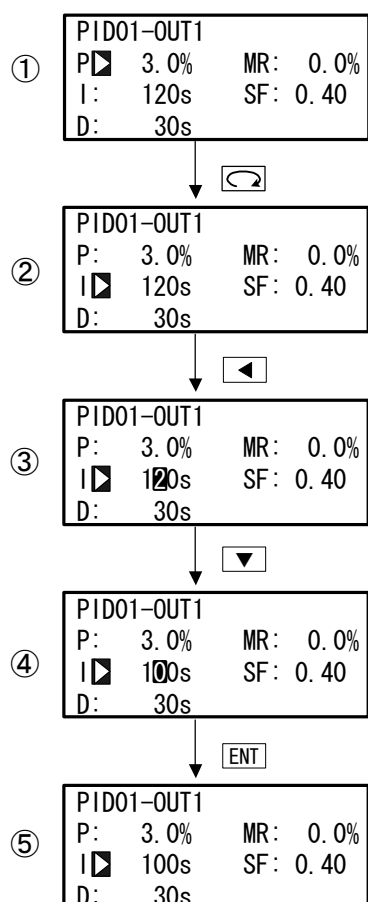 ①
PID01-OUT1
P▶ 3.0% MR: 0.0%
I: 120s SF: 0.40
D: 30s
②
PID01-OUT1
P: 3.0% MR: 0.0%
I▶ 120s SF: 0.40
D: 30s
◀
③
PID01-OUT1
P: 3.0% MR: 0.0%
I▶ 120s SF: 0.40
D: 30s
▼
④
PID01-OUT1
P: 3.0% MR: 0.0%
I▶ 100s SF: 0.40
D: 30s
ENT
⑤
PID01-OUT1
P: 3.0% MR: 0.0%
I▶ 100s SF: 0.40
D: 30s